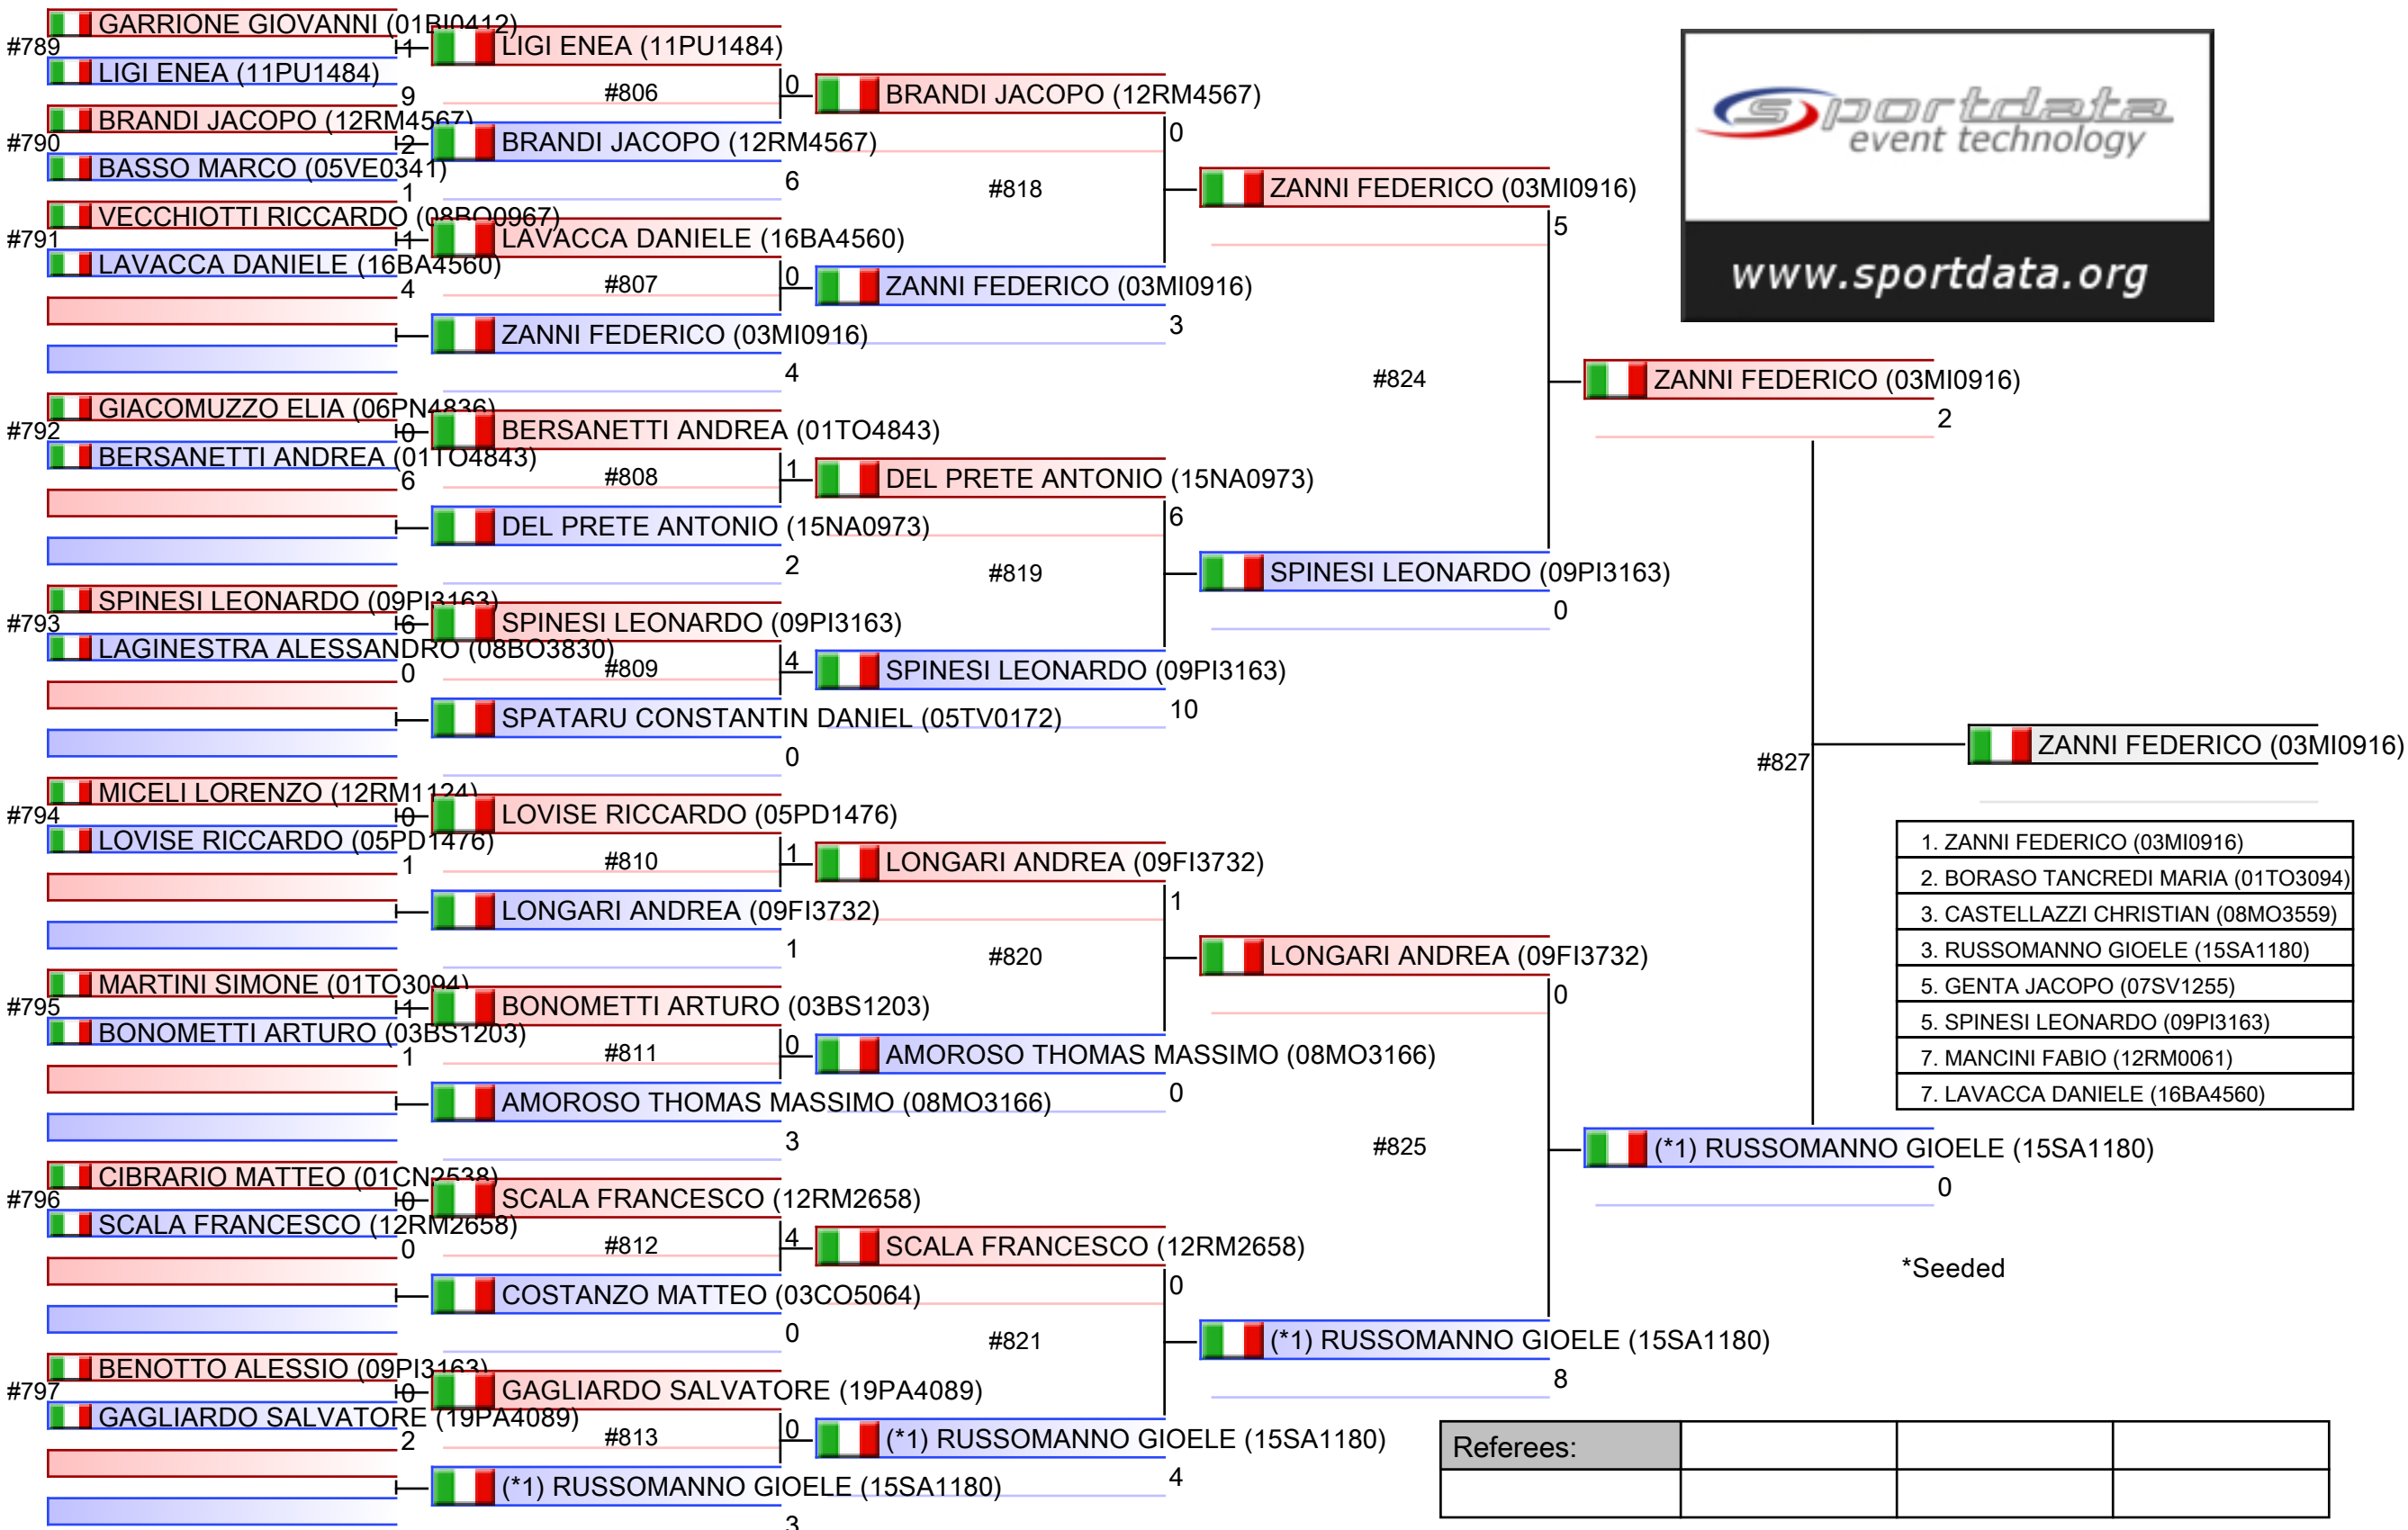 GARRIONE GIOVANNI (01BI0412)
#789
1
LIGI ENEA (11PU1484)
9
BRANDI JACOPO (12RM4567)
#790
2
BASSO MARCO (05VE0341)
1
VECCHIOTTI RICCARDO (08BO0967)
#791
1
LAVACCA DANIELE (16BA4560)
4
GIACOMUZZO ELIA (06PN4836)
#792
0
BERSANETTI ANDREA (01TO4843)
6
SPINESI LEONARDO (09PI3163)
#793
6
LAGINESTRA ALESSANDRO (08BO3830)
0
MICELI LORENZO (12RM1124)
#794
0
LOVISE RICCARDO (05PD1476)
1
MARTINI SIMONE (01TO3094)
#795
1
BONOMETTI ARTURO (03BS1203)
1
CIBRARIO MATTEO (01CN2538)
#796
0
SCALA FRANCESCO (12RM2658)
0
BENOTTO ALESSIO (09PI3163)
#797
0
GAGLIARDO SALVATORE (19PA4089)
2
LIGI ENEA (11PU1484)
#806
0
BRANDI JACOPO (12RM4567)
6
LAVACCA DANIELE (16BA4560)
#807
0
ZANNI FEDERICO (03MI0916)
4
BERSANETTI ANDREA (01TO4843)
#808
1
DEL PRETE ANTONIO (15NA0973)
2
SPINESI LEONARDO (09PI3163)
#809
4
SPATARU CONSTANTIN DANIEL (05TV0172)
0
LOVISE RICCARDO (05PD1476)
#810
1
LONGARI ANDREA (09FI3732)
1
BONOMETTI ARTURO (03BS1203)
#811
0
AMOROSO THOMAS MASSIMO (08MO3166)
3
SCALA FRANCESCO (12RM2658)
#812
4
COSTANZO MATTEO (03CO5064)
0
GAGLIARDO SALVATORE (19PA4089)
#813
0
(*1) RUSSOMANNO GIOELE (15SA1180)
3
BRANDI JACOPO (12RM4567)
0
#818
ZANNI FEDERICO (03MI0916)
3
DEL PRETE ANTONIO (15NA0973)
6
#819
SPINESI LEONARDO (09PI3163)
10
LONGARI ANDREA (09FI3732)
1
#820
AMOROSO THOMAS MASSIMO (08MO3166)
0
SCALA FRANCESCO (12RM2658)
0
#821
(*1) RUSSOMANNO GIOELE (15SA1180)
4
ZANNI FEDERICO (03MI0916)
5
#824
SPINESI LEONARDO (09PI3163)
0
LONGARI ANDREA (09FI3732)
0
#825
(*1) RUSSOMANNO GIOELE (15SA1180)
8
ZANNI FEDERICO (03MI0916)
2
#827
(*1) RUSSOMANNO GIOELE (15SA1180)
0
sportdata
event technology
www.sportdata.org
ZANNI FEDERICO (03MI0916)
1. ZANNI FEDERICO (03MI0916)
2. BORASO TANCREDI MARIA (01TO3094)
3. CASTELLAZZI CHRISTIAN (08MO3559)
3. RUSSOMANNO GIOELE (15SA1180)
5. GENTA JACOPO (07SV1255)
5. SPINESI LEONARDO (09PI3163)
7. MANCINI FABIO (12RM0061)
7. LAVACCA DANIELE (16BA4560)
*Seeded
Referees: